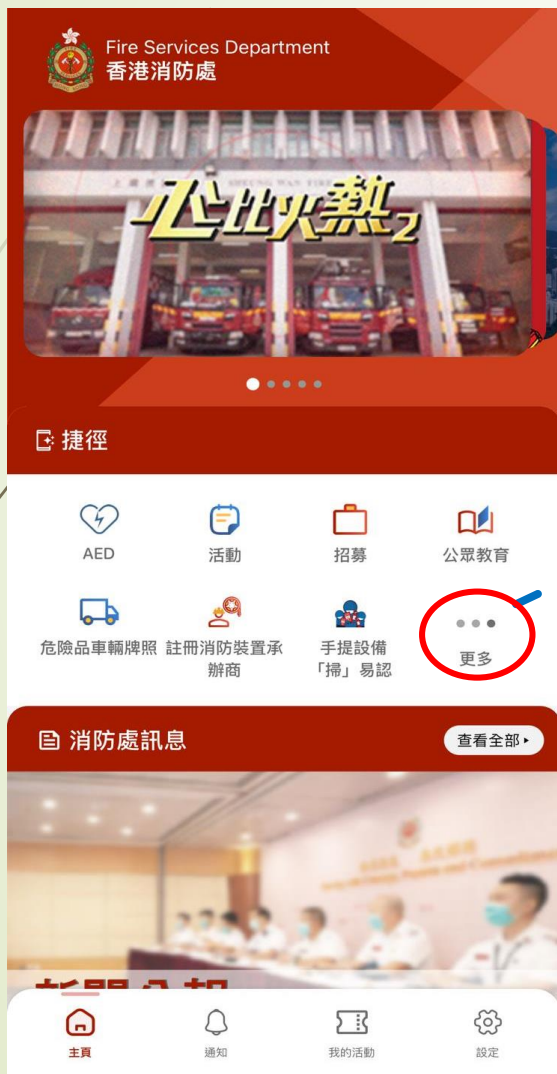 Fire Services Department
香港消防處
心比火熱2
捷徑
AED
活動
招募
公眾教育
危險品車輛牌照
註冊消防裝置承
辦商
手提設備
「掃」易認
更多
消防處訊息
查看全部
主頁
通知
我的活動
設定